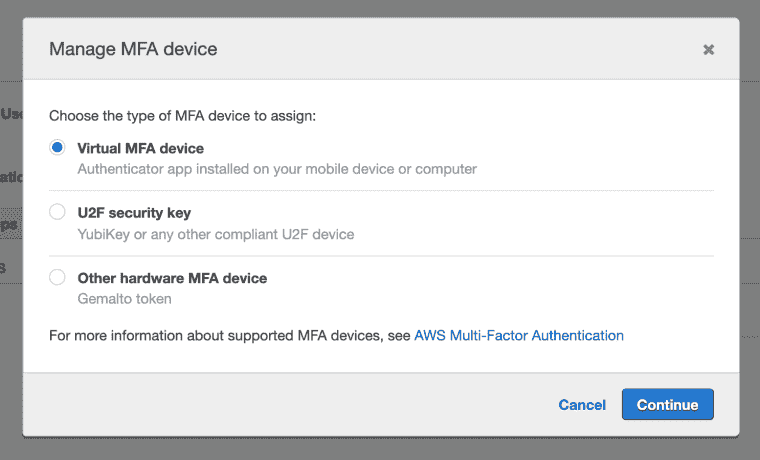 Manage MFA device
Choose the type of MFA device to assign:
Virtual MFA device
Authenticator app installed on your mobile device or computer
U2F security key
YubiKey or any other compliant U2F device
Other hardware MFA device
Gemalto token
For more information about supported MFA devices, see AWS Multi-Factor Authentication
Cancel
Continue